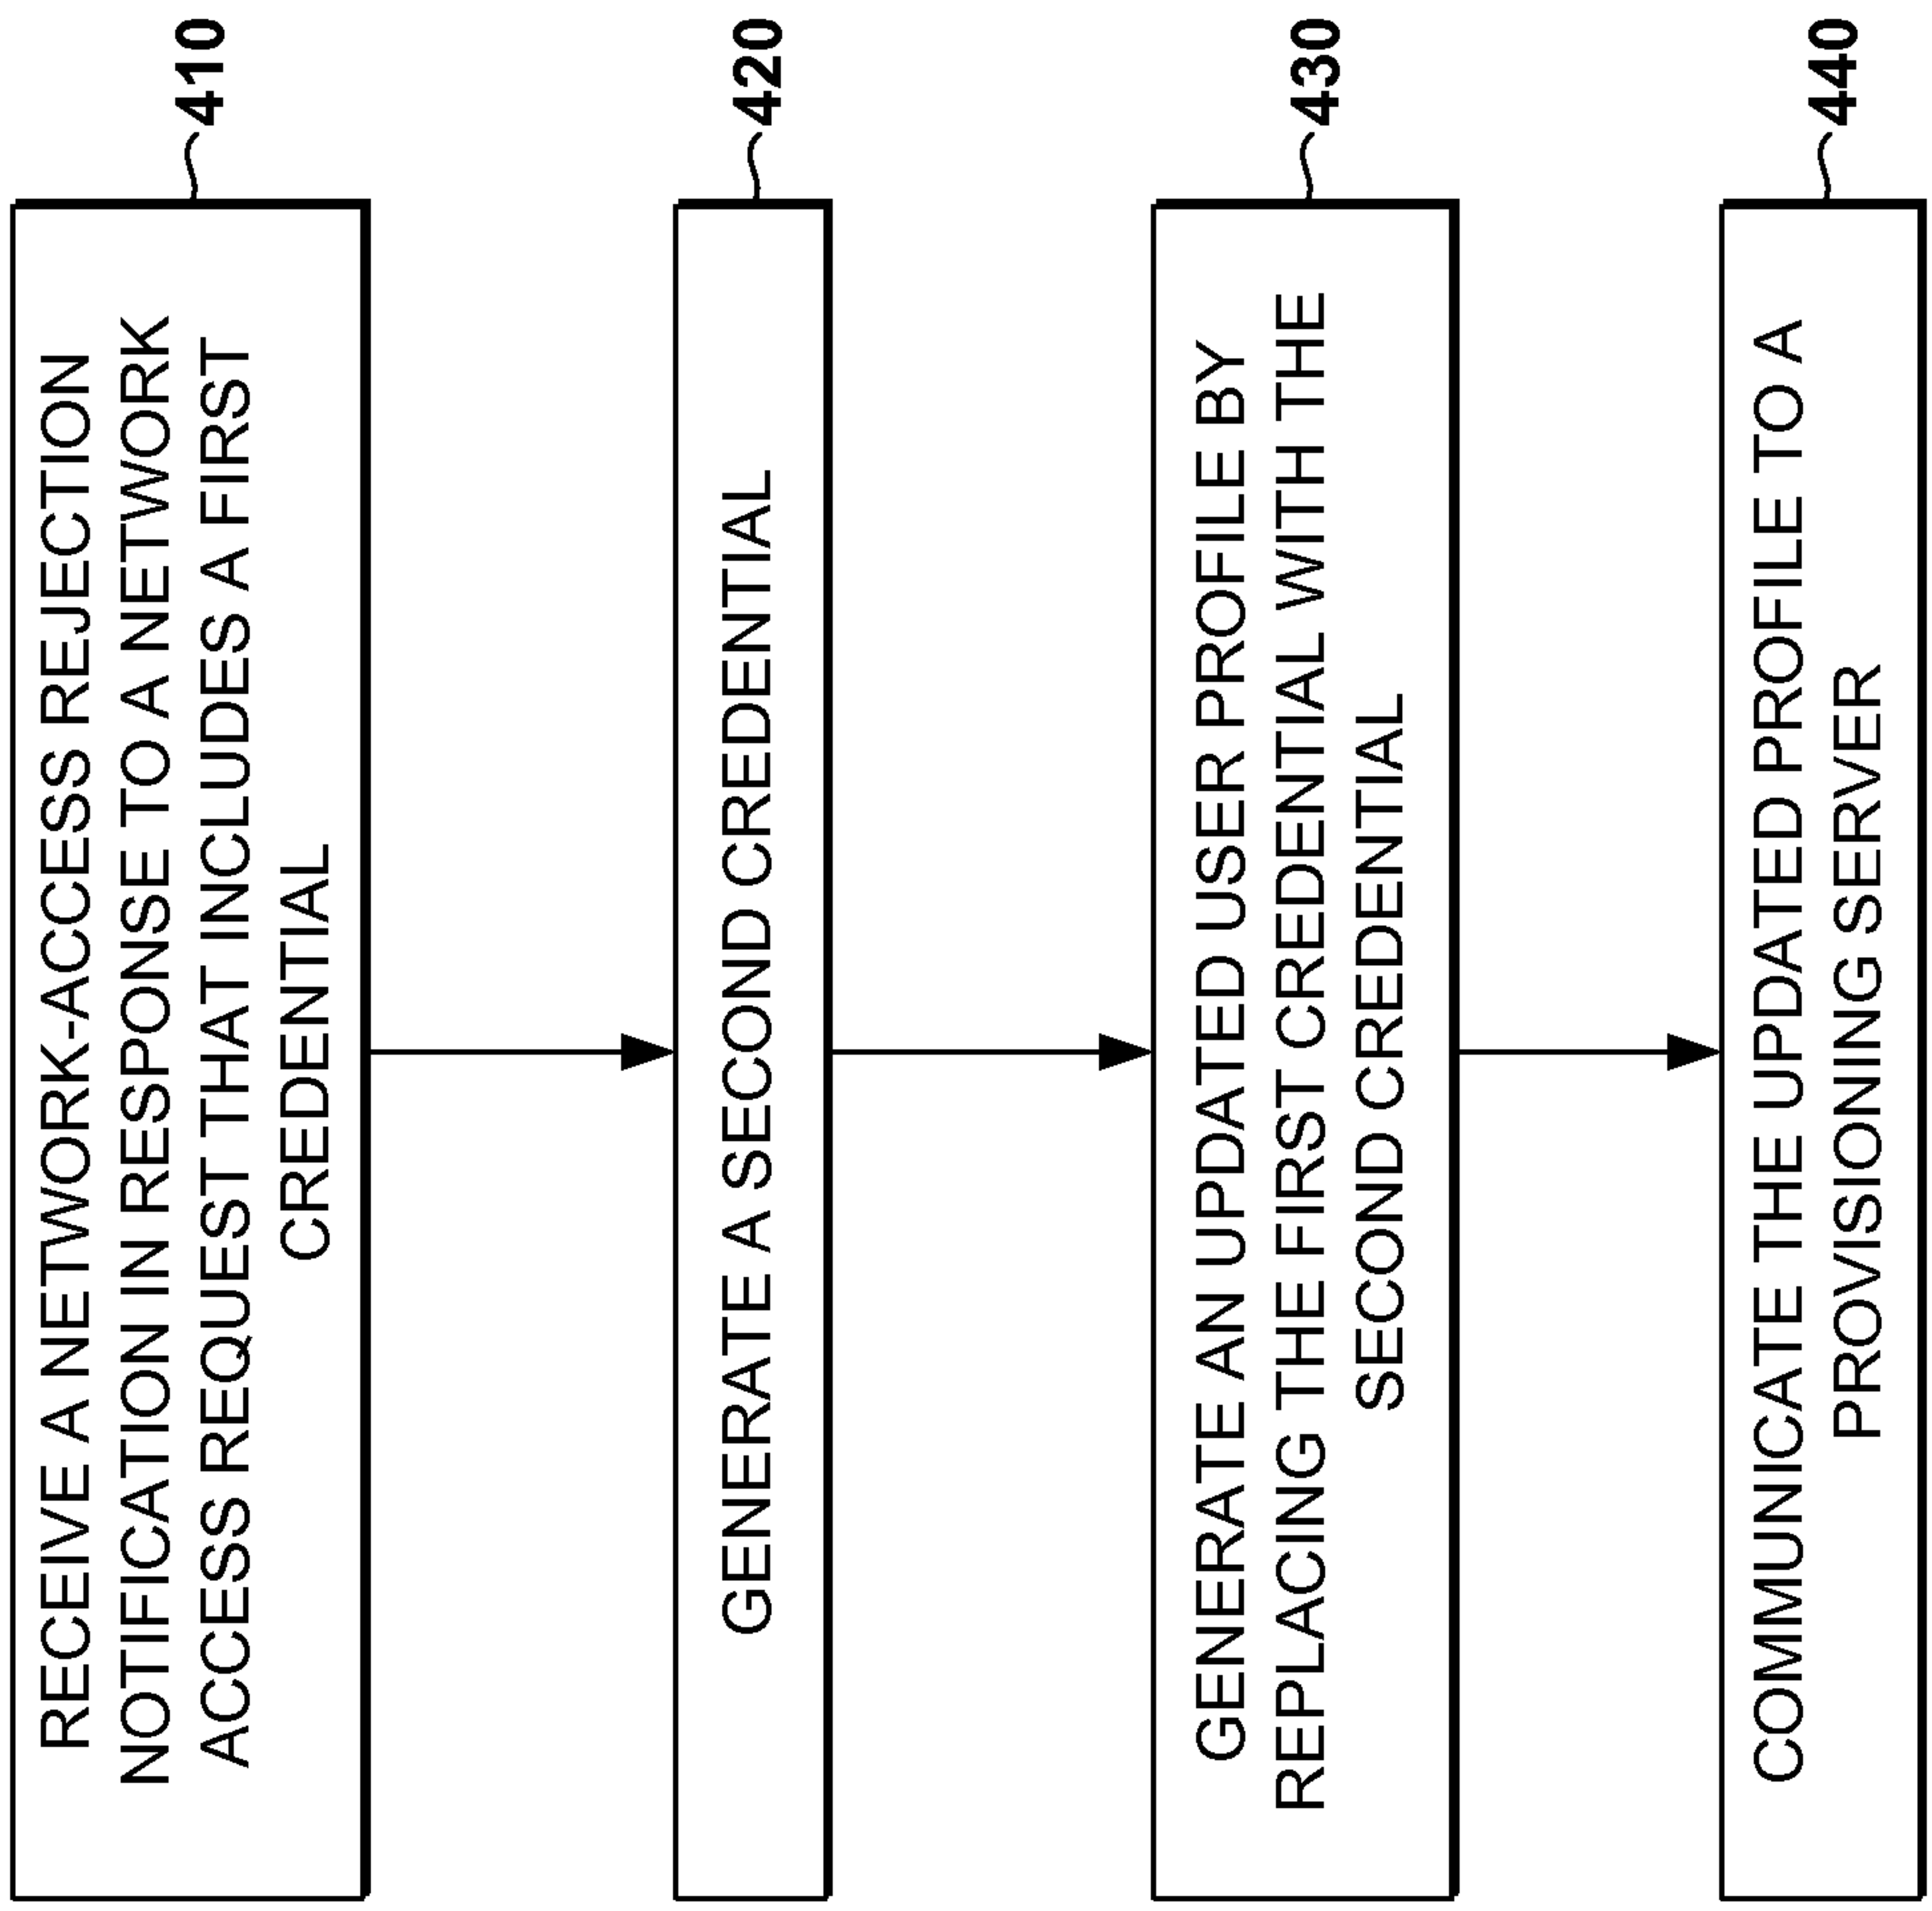 RECEIVE A NETWORK-ACCESS REJECTION
NOTIFICATION IN RESPONSE TO A NETWORK
ACCESS REQUEST THAT INCLUDES A FIRST
CREDENTIAL
410
GENERATE A SECOND CREDENTIAL
420
GENERATE AN UPDATED USER PROFILE BY
REPLACING THE FIRST CREDENTIAL WITH THE
SECOND CREDENTIAL
430
COMMUNICATE THE UPDATED PROFILE TO A
PROVISIONING SERVER
440